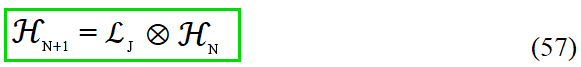 ℋ_{N+1} = ℒ_J ⊗ ℋ_N (57)